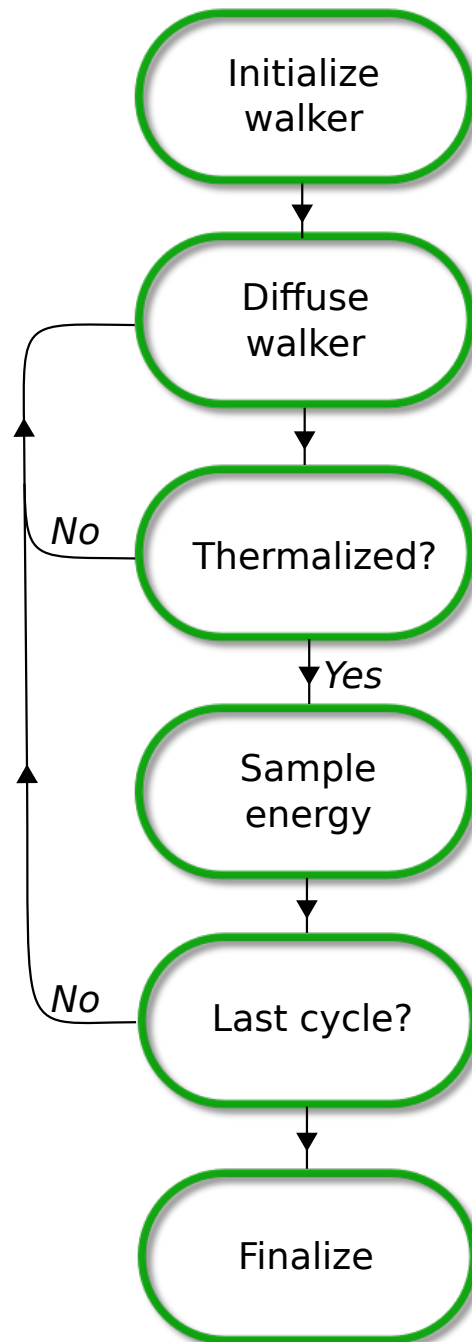 Initialize
walker
Diffuse
walker
No
Thermalized?
Yes
Sample
energy
No
Last cycle?
Finalize